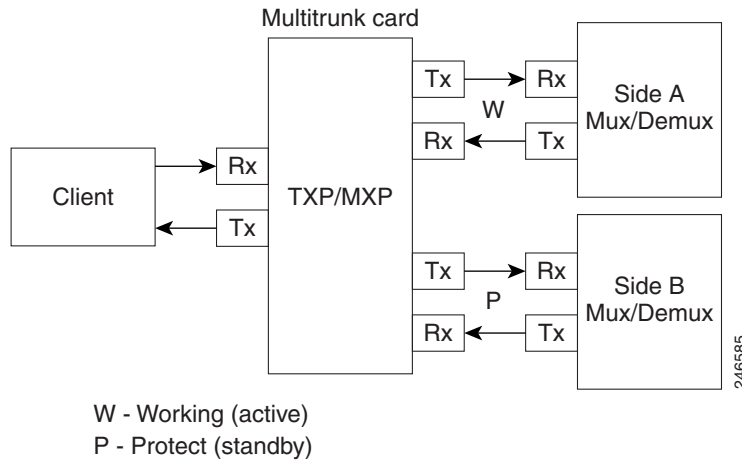 Multitrunk card
Tx
Rx
W
Rx
Tx
Side A
Mux/Demux
Client
Rx
Tx
TXP/MXP
Tx
Rx
P
Rx
Tx
Side B
Mux/Demux
246585
W - Working (active)
P - Protect (standby)